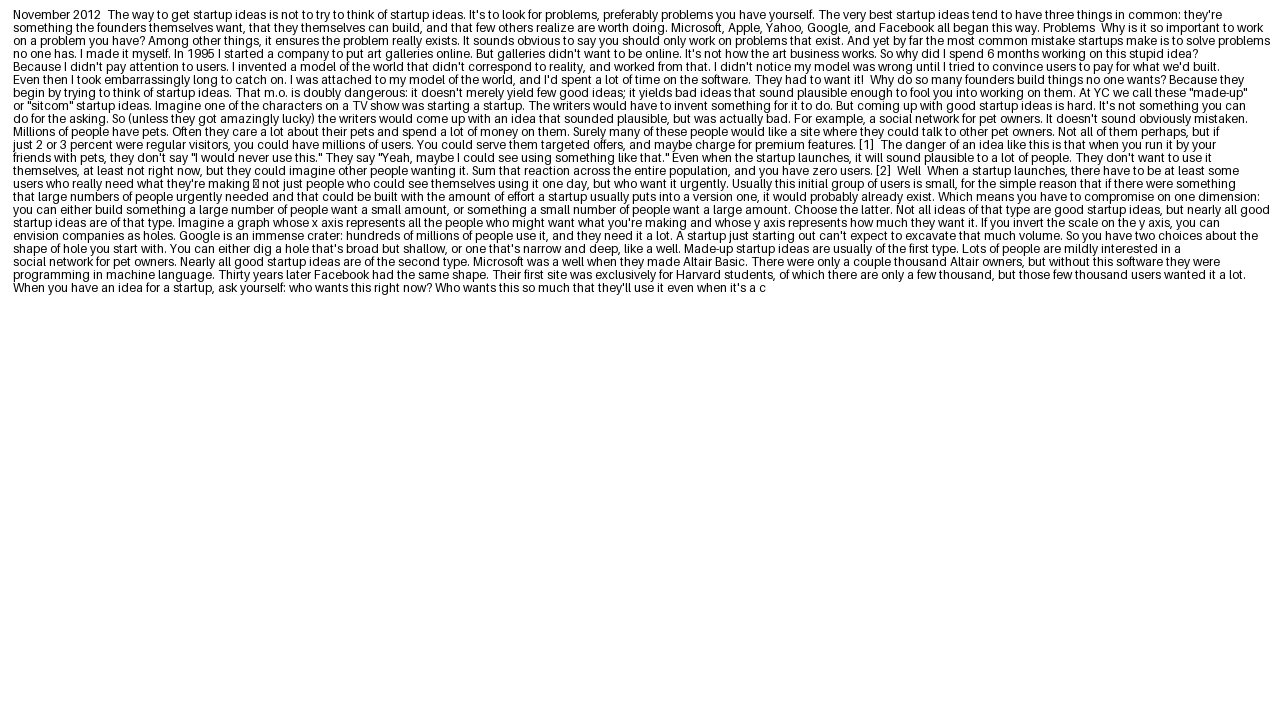 November 2012  The way to get startup ideas is not to try to think of startup ideas. It's to look for problems, preferably problems you have yourself. The very best startup ideas tend to have three things in common: they're
something the founders themselves want, that they themselves can build, and that few others realize are worth doing. Microsoft, Apple, Yahoo, Google, and Facebook all began this way. Problems  Why is it so important to work
on a problem you have? Among other things, it ensures the problem really exists. It sounds obvious to say you should only work on problems that exist. And yet by far the most common mistake startups make is to solve problems
no one has. I made it myself. In 1995 I started a company to put art galleries online. But galleries didn't want to be online. It's not how the art business works. So why did I spend 6 months working on this stupid idea?
Because I didn't pay attention to users. I invented a model of the world that didn't correspond to reality, and worked from that. I didn't notice my model was wrong until I tried to convince users to pay for what we'd built.
Even then I took embarrassingly long to catch on. I was attached to my model of the world, and I'd spent a lot of time on the software. They had to want it!  Why do so many founders build things no one wants? Because they
begin by trying to think of startup ideas. That m.o. is doubly dangerous: it doesn't merely yield few good ideas; it yields bad ideas that sound plausible enough to fool you into working on them. At YC we call these "made-up"
or "sitcom" startup ideas. Imagine one of the characters on a TV show was starting a startup. The writers would have to invent something for it to do. But coming up with good startup ideas is hard. It's not something you can
do for the asking. So (unless they got amazingly lucky) the writers would come up with an idea that sounded plausible, but was actually bad. For example, a social network for pet owners. It doesn't sound obviously mistaken.
Millions of people have pets. Often they care a lot about their pets and spend a lot of money on them. Surely many of these people would like a site where they could talk to other pet owners. Not all of them perhaps, but if
just 2 or 3 percent were regular visitors, you could have millions of users. You could serve them targeted offers, and maybe charge for premium features. [1]  The danger of an idea like this is that when you run it by your
friends with pets, they don't say "I would never use this." They say "Yeah, maybe I could see using something like that." Even when the startup launches, it will sound plausible to a lot of people. They don't want to use it
themselves, at least not right now, but they could imagine other people wanting it. Sum that reaction across the entire population, and you have zero users. [2]  Well  When a startup launches, there have to be at least some
users who really need what they're making not just people who could see themselves using it one day, but who want it urgently. Usually this initial group of users is small, for the simple reason that if there were something
that large numbers of people urgently needed and that could be built with the amount of effort a startup usually puts into a version one, it would probably already exist. Which means you have to compromise on one dimension:
you can either build something a large number of people want a small amount, or something a small number of people want a large amount. Choose the latter. Not all ideas of that type are good startup ideas, but nearly all good
startup ideas are of that type. Imagine a graph whose x axis represents all the people who might want what you're making and whose y axis represents how much they want it. If you invert the scale on the y axis, you can
envision companies as holes. Google is an immense crater: hundreds of millions of people use it, and they need it a lot. A startup just starting out can't expect to excavate that much volume. So you have two choices about the
shape of hole you start with. You can either dig a hole that's broad but shallow, or one that's narrow and deep, like a well. Made-up startup ideas are usually of the first type. Lots of people are mildly interested in a
social network for pet owners. Nearly all good startup ideas are of the second type. Microsoft was a well when they made Altair Basic. There were only a couple thousand Altair owners, but without this software they were
programming in machine language. Thirty years later Facebook had the same shape. Their first site was exclusively for Harvard students, of which there are only a few thousand, but those few thousand users wanted it a lot.
When you have an idea for a startup, ask yourself: who wants this right now? Who wants this so much that they'll use it even when it's a c